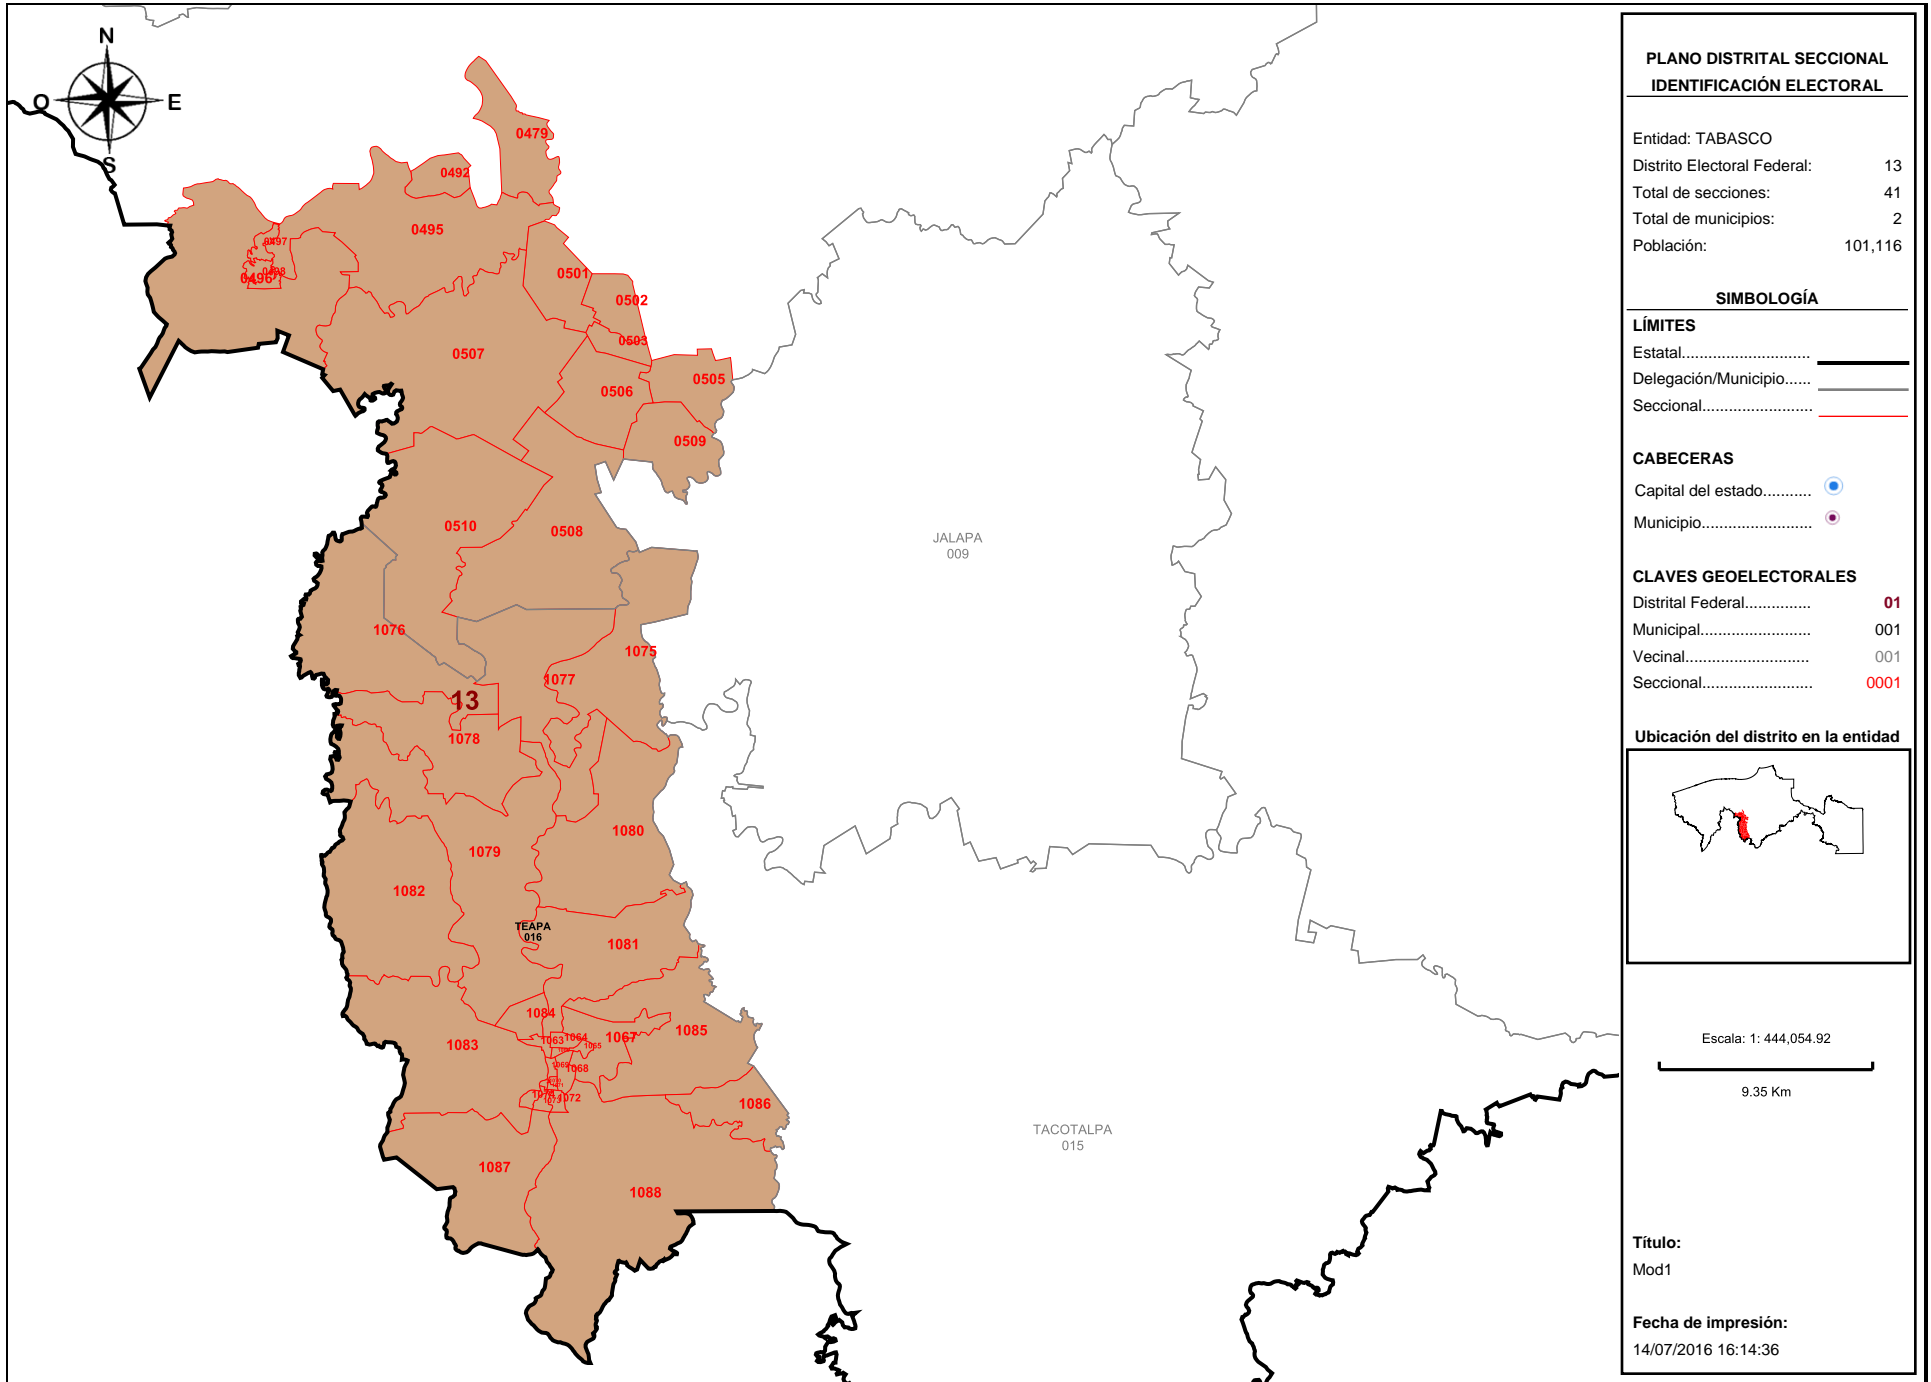 N
O
E
S
0479
0492
0495
0497
0498
0496
0501
0502
0503
0507
0505
0506
0509
0510
0508
JALAPA
009
1076
1075
1077
13
1078
1080
1079
1082
TEAPA
016
1081
1084
1085
1083
1063
1064
1067
1065
1069
1068
1072
1086
TACOTALPA
015
1087
1088
PLANO DISTRITAL SECCIONAL
IDENTIFICACIÓN ELECTORAL
Entidad: TABASCO
Distrito Electoral Federal: 13
Total de secciones: 41
Total de municipios: 2
Población: 101,116
SIMBOLOGÍA
LÍMITES
Estatal............................
Delegación/Municipio......
Seccional.........................
CABECERAS
Capital del estado...........
Municipio.........................
CLAVES GEOELECTORALES
Distrital Federal............... 01
Municipal......................... 001
Vecinal............................ 001
Seccional......................... 0001
Ubicación del distrito en la entidad
Escala: 1: 444,054.92
9.35 Km
Título:
Mod1
Fecha de impresión:
14/07/2016 16:14:36